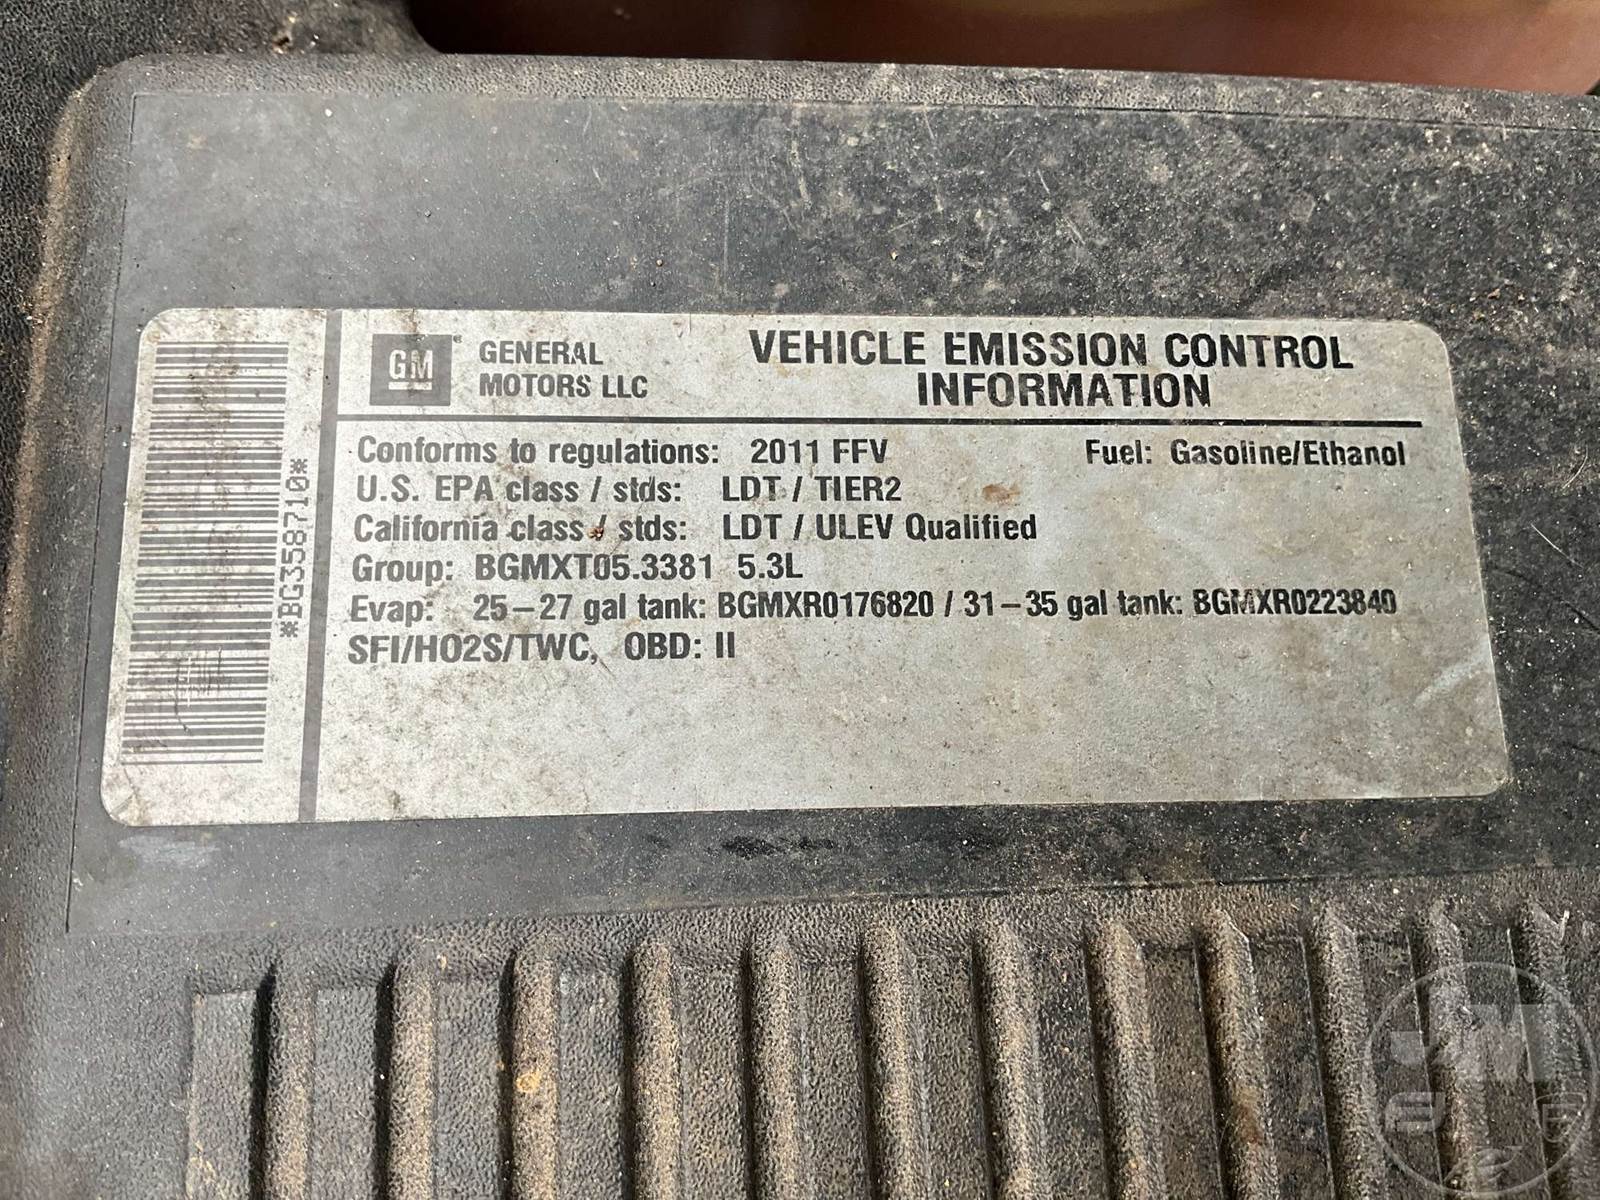 GM
GENERAL
MOTORS LLC
VEHICLE EMISSION CONTROL
INFORMATION
Conforms to regulations: 2011 FFV Fuel: Gasoline/Ethanol
U.S. EPA class / stds: LDT / TIER2
California class / stds: LDT / ULEV Qualified
Group: BGMXT05.3381 5.3L
Evap: 25-27 gal tank: BGMXR0176820 / 31-35 gal tank: BGMXR0223840
SFI/HO2S/TWC, OBD: II
*BG358710*
JM